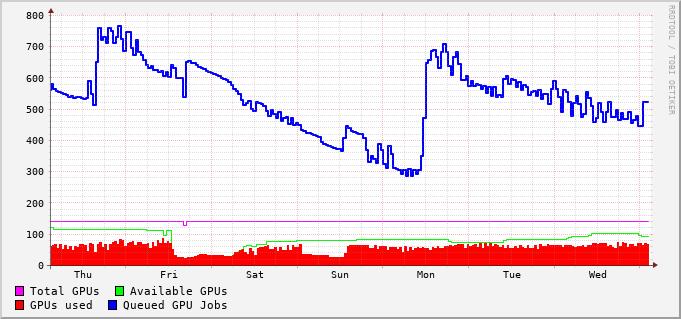 800
700
600
500
400
300
200
100
0
Thu Fri Sat Sun Mon Tue Wed
Total GPUs Available GPUs
GPUs used Queued GPU Jobs
RRDTOOL / TOBI OETIKER